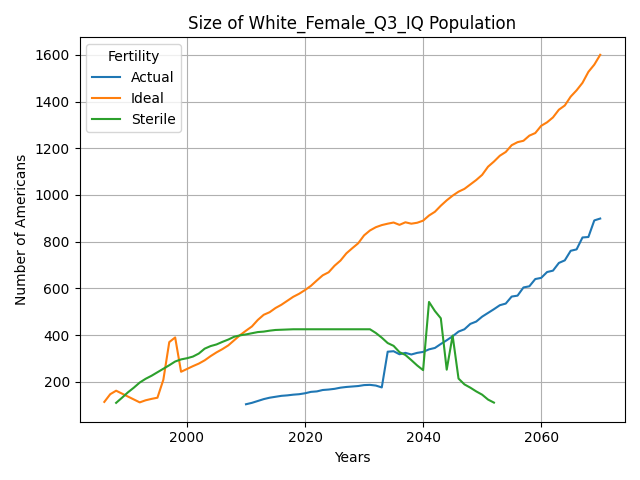 Size of White_Female_Q3_IQ Population
Fertility
Actual
Ideal
Sterile
Number of Americans
1600
1400
1200
1000
800
600
400
200
2000
2020
2040
2060
Years